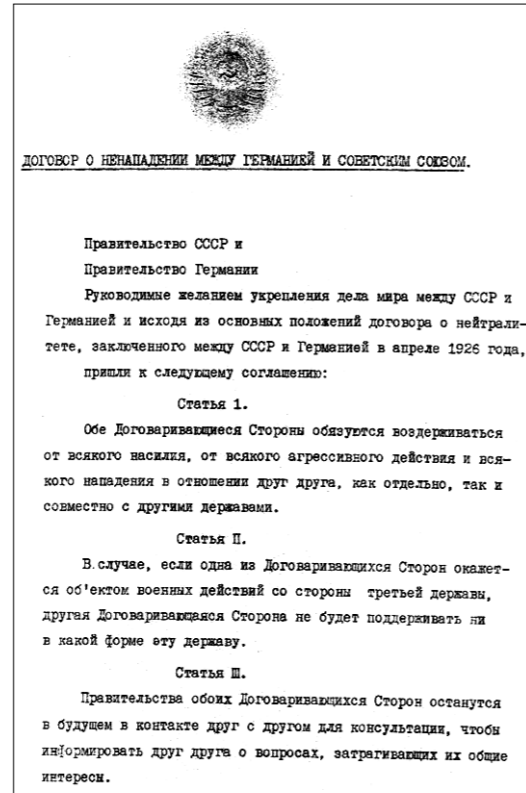 ДОГОВОР О НЕНАПАДЕНИИ МЕЖДУ ГЕРМАНИЕЙ И СОВЕТСКИМ СОЮЗОМ.
Правительство СССР и
Правительство Германии
Руководимые желанием укрепления дела мира между СССР и
Германией и исходя из основных положений договора о нейтрали-
тете, заключенного между СССР и Германией в апреле 1926 года,
пришли к следующему соглашению:
Статья 1.
Обе Договаривающиеся Стороны обязуются воздерживаться
от всякого насилия, от всякого агрессивного действия и вся-
кого нападения в отношении друг друга, как отдельно, так и
совместно с другими державами.
Статья П.
В случае, если одна из Договаривающихся Сторон окажет-
ся об'ектом военных действий со стороны третьей державы,
другая Договаривающаяся Сторона не будет поддерживать ни
в какой форме эту державу.
Статья Ш.
Правительства обоих Договаривающихся Сторон останутся
в будущем в контакте друг с другом для консультации, чтобы
информировать друг друга о вопросах, затрагивающих их общие
интересы.